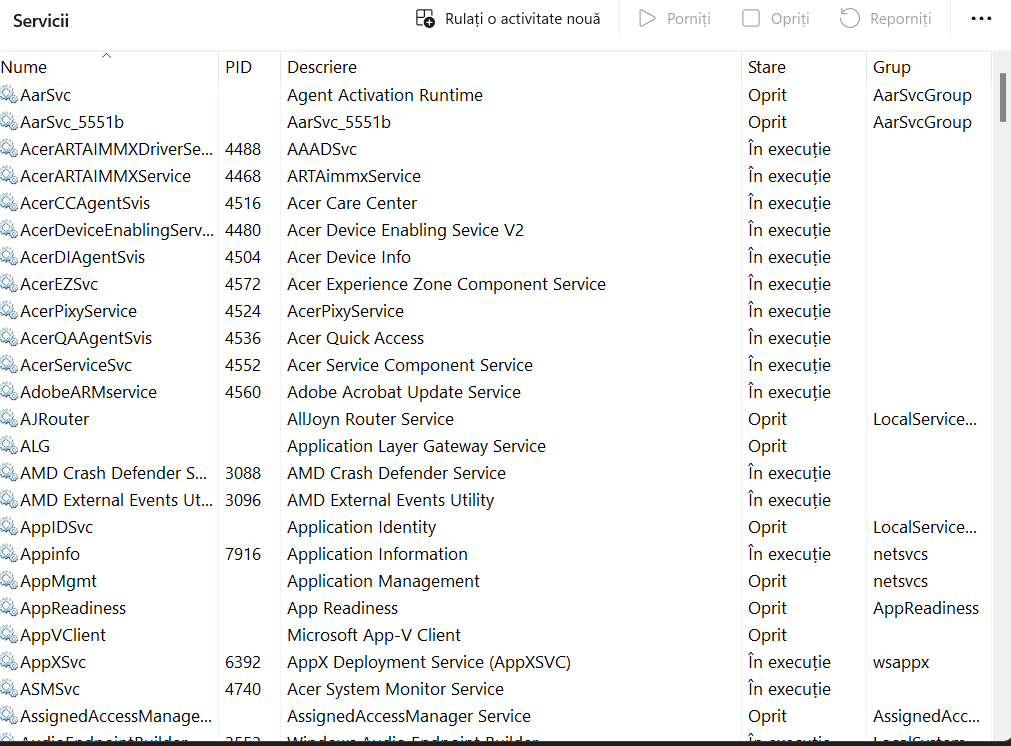 Servicii Rulați o activitate nouă Porniți Opriți Reporniți
Nume PID Descriere Stare Grup
AarSvc Agent Activation Runtime Oprit AarSvcGroup
AarSvc_5551b AarSvc_5551b Oprit AarSvcGroup
AcerARTAIMMXDriverSe... 4488 AAADSvc În execuție
AcerARTAIMMXService 4468 ARTAimmxService În execuție
AcerCCAgentSvis 4516 Acer Care Center În execuție
AcerDeviceEnablingServ... 4480 Acer Device Enabling Sevice V2 În execuție
AcerDIAgentSvis 4504 Acer Device Info În execuție
AcerEZSvc 4572 Acer Experience Zone Component Service În execuție
AcerPixyService 4524 AcerPixyService În execuție
AcerQAAgentSvis 4536 Acer Quick Access În execuție
AcerServiceSvc 4552 Acer Service Component Service În execuție
AdobeARMservice 4560 Adobe Acrobat Update Service În execuție
AJRouter AllJoyn Router Service Oprit LocalService...
ALG Application Layer Gateway Service Oprit
AMD Crash Defender S... 3088 AMD Crash Defender Service În execuție
AMD External Events Ut... 3096 AMD External Events Utility În execuție
AppIDSvc Application Identity Oprit LocalService...
Appinfo 7916 Application Information În execuție netsvcs
AppMgmt Application Management Oprit netsvcs
AppReadiness App Readiness Oprit AppReadiness
AppVClient Microsoft App-V Client Oprit
AppXSvc 6392 AppX Deployment Service (AppXSVC) În execuție wsappx
ASMSvc 4740 Acer System Monitor Service În execuție
AssignedAccessManage... AssignedAccessManager Service Oprit AssignedAcc...
AudioEndpointBuilder 3552 Windows Audio Endpoint Builder În execuție LocalSystem...